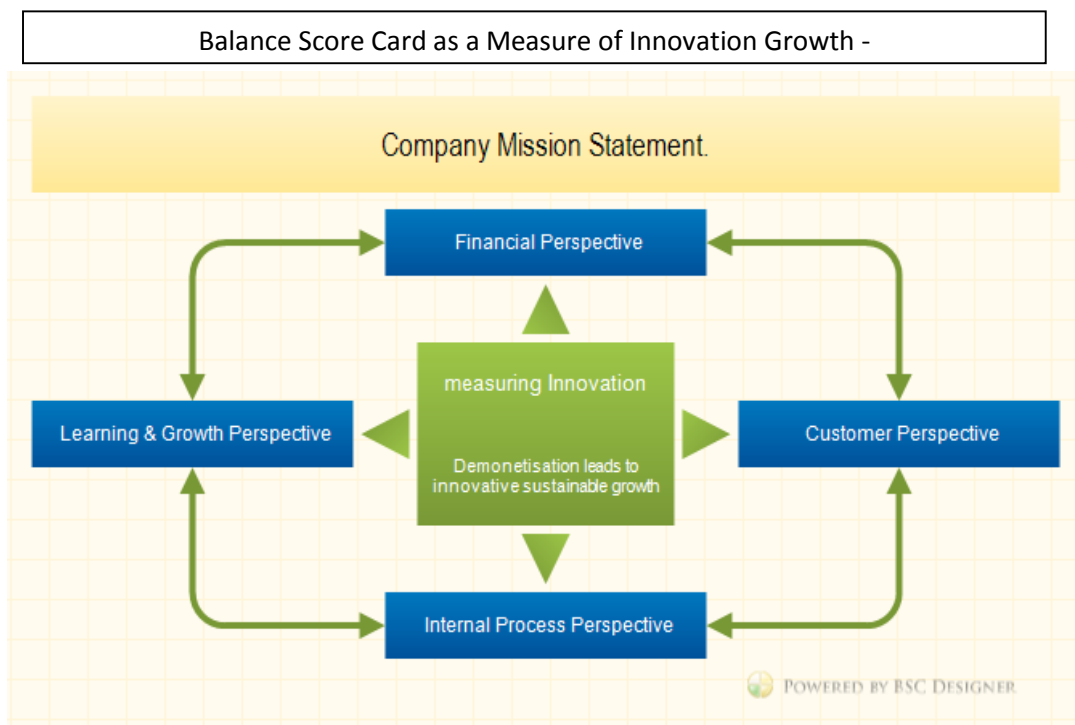 Balance Score Card as a Measure of Innovation Growth -
Company Mission Statement.
Financial Perspective
measuring Innovation
Learning & Growth Perspective
Customer Perspective
Demonetisation leads to
innovative sustainable growth
Internal Process Perspective
POWERED BY BSC DESIGNER